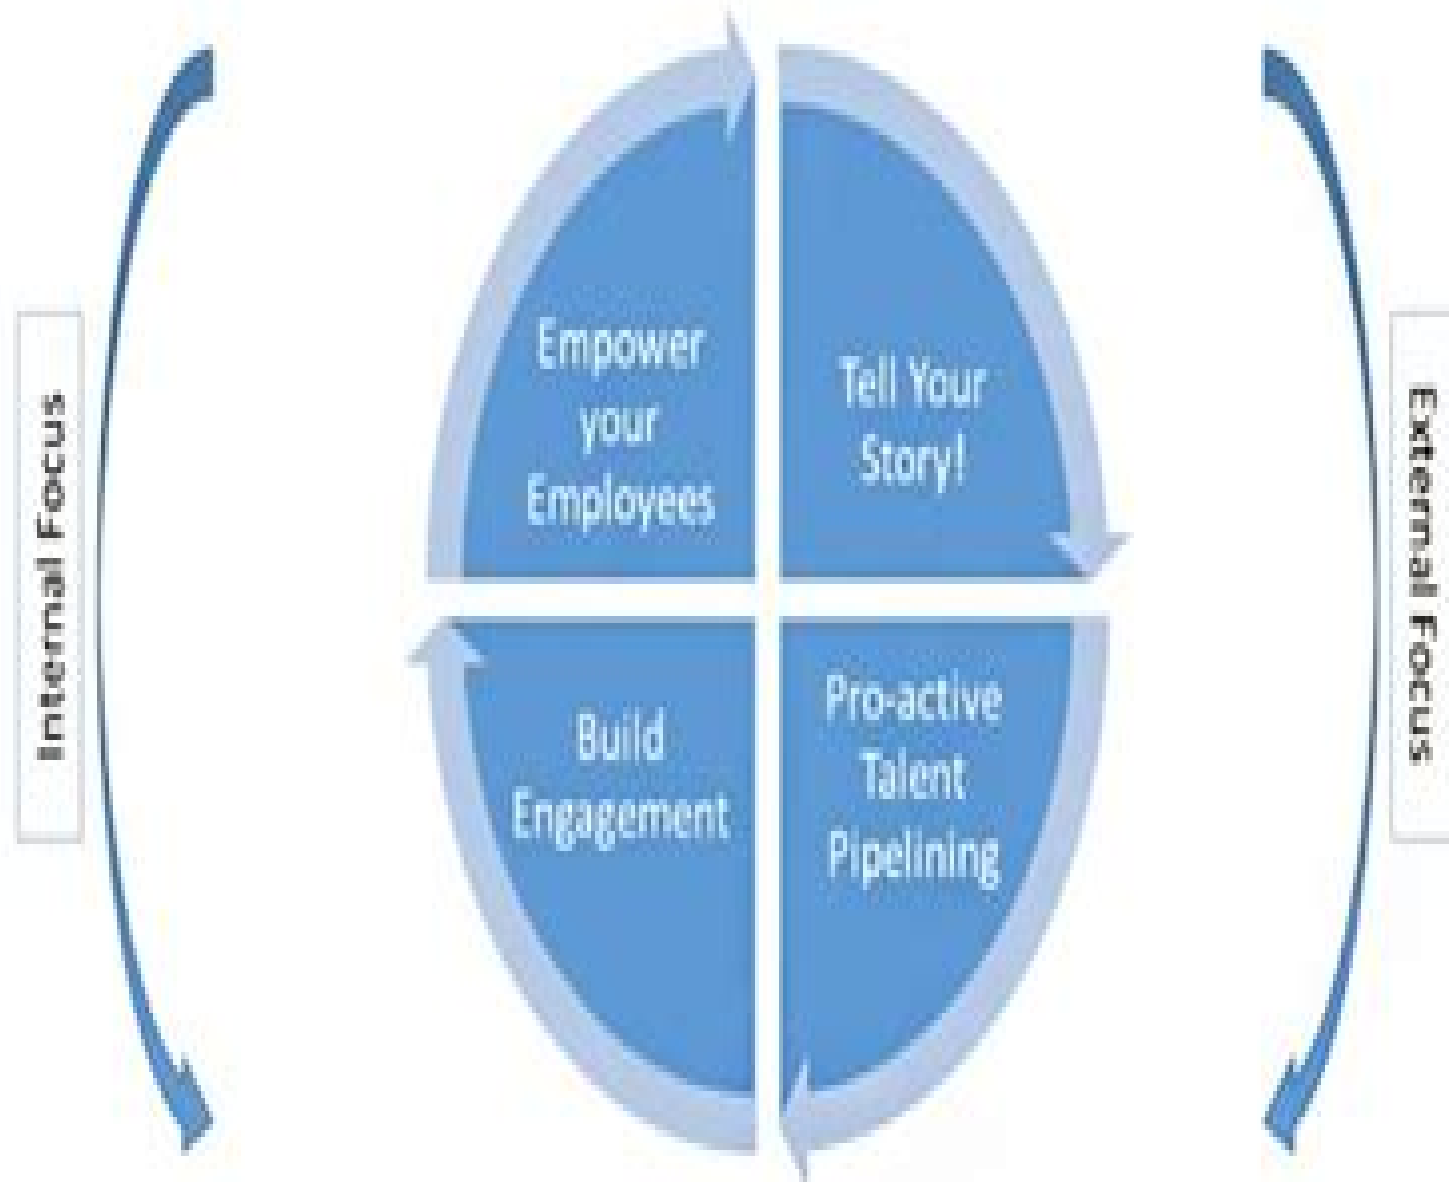 Internal Focus
Empower
your
Employees
Tell Your
Story!
Build
Engagement
Pro-active
Talent
Pipelining
External Focus